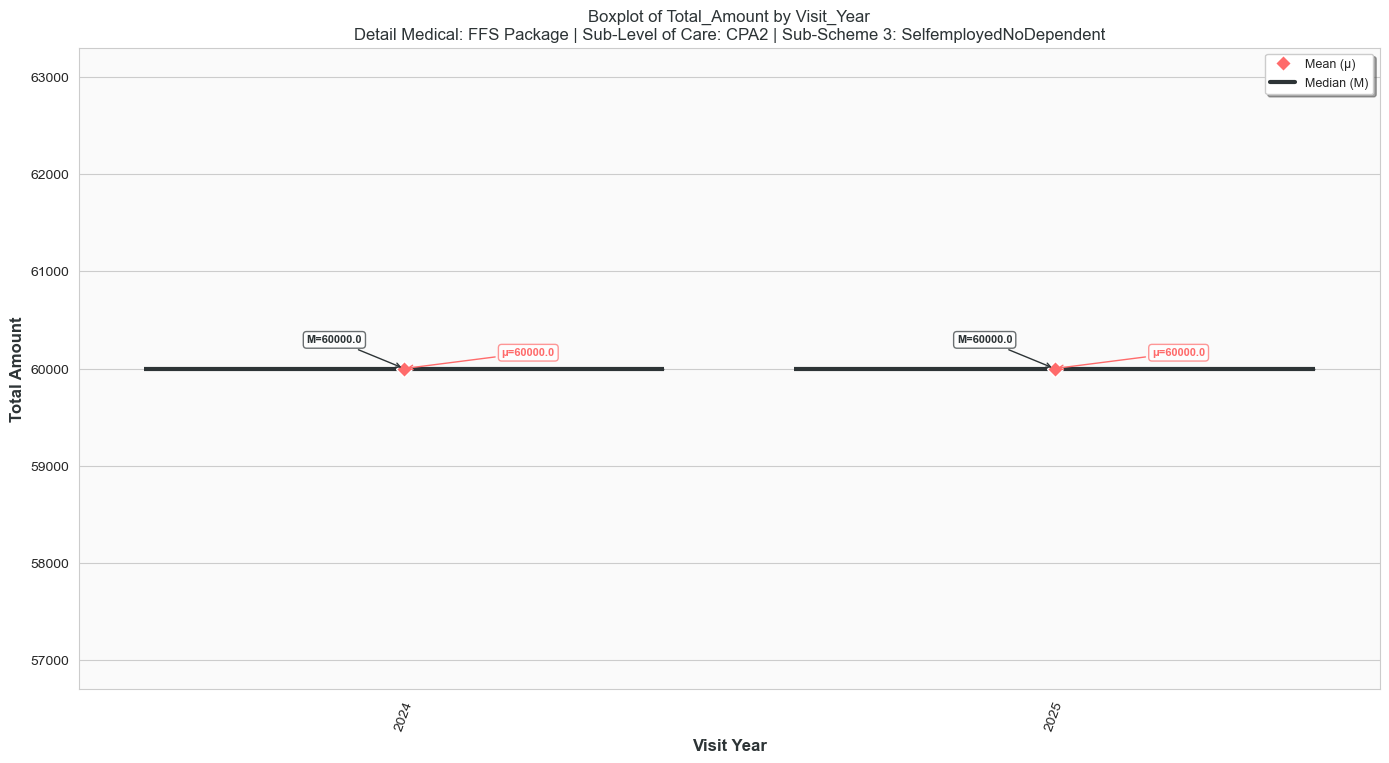 Boxplot of Total_Amount by Visit_Year
Detail Medical: FFS Package | Sub-Level of Care: CPA2 | Sub-Scheme 3: SelfemployedNoDependent
Mean (μ)
Median (M)
Total Amount
63000
62000
61000
60000
59000
58000
57000
M=60000.0
μ=60000.0
M=60000.0
μ=60000.0
2024
2025
Visit Year